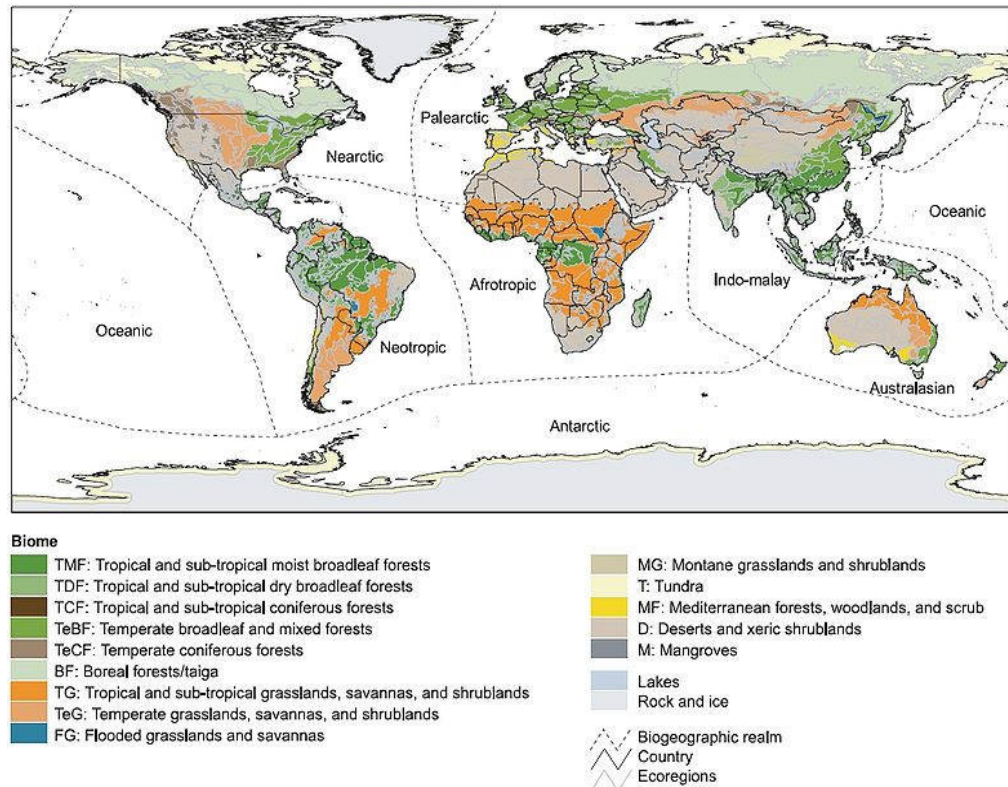 Palearctic
Nearctic
Oceanic
Afrotropic
Indo-malay
Oceanic
Neotropic
Australasian
Antarctic
Biome
TMF: Tropical and sub-tropical moist broadleaf forests
TDF: Tropical and sub-tropical dry broadleaf forests
TCF: Tropical and sub-tropical coniferous forests
TeBF: Temperate broadleaf and mixed forests
TeCF: Temperate coniferous forests
BF: Boreal forests/taiga
TG: Tropical and sub-tropical grasslands, savannas, and shrublands
TeG: Temperate grasslands, savannas, and shrublands
FG: Flooded grasslands and savannas
MG: Montane grasslands and shrublands
T: Tundra
MF: Mediterranean forests, woodlands, and scrub
D: Deserts and xeric shrublands
M: Mangroves
Lakes
Rock and ice
Biogeographic realm
Country
Ecoregions